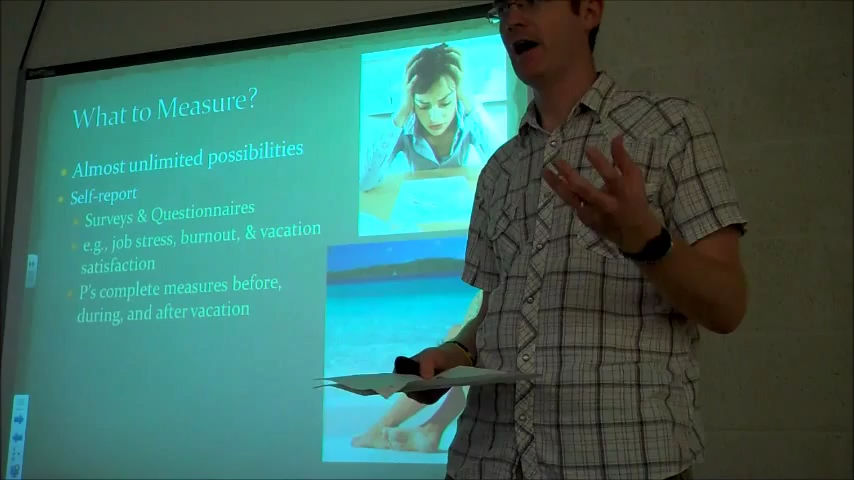 What to Measure?
Almost unlimited possibilities
Self-report
Surveys & Questionnaires
e.g., job stress, burnout, & vacation
satisfaction
P's complete measures before,
during, and after vacation